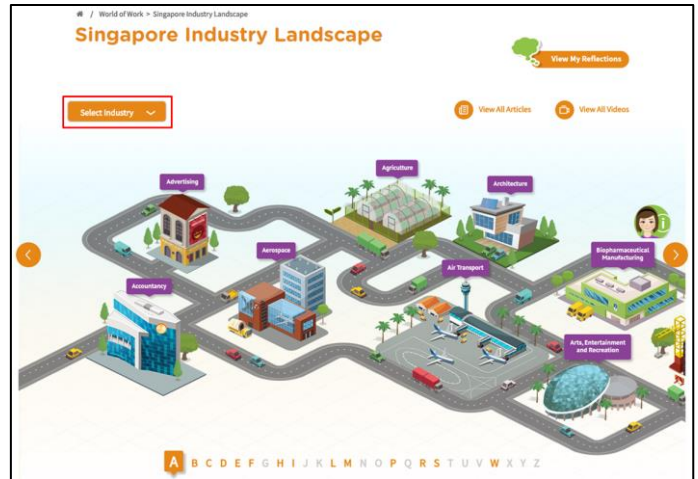 / World of Work > Singapore Industry Landscape
Singapore Industry Landscape
View My Reflections
Select Industry
View All Articles
View All Videos
Advertising
Agriculture
Architecture
Aerospace
Air Transport
Biopharmaceutical
Manufacturing
Accountancy
Arts, Entertainment
and Recreation
A B C D E F G H I J K L M N O P Q R S T U V W X Y Z